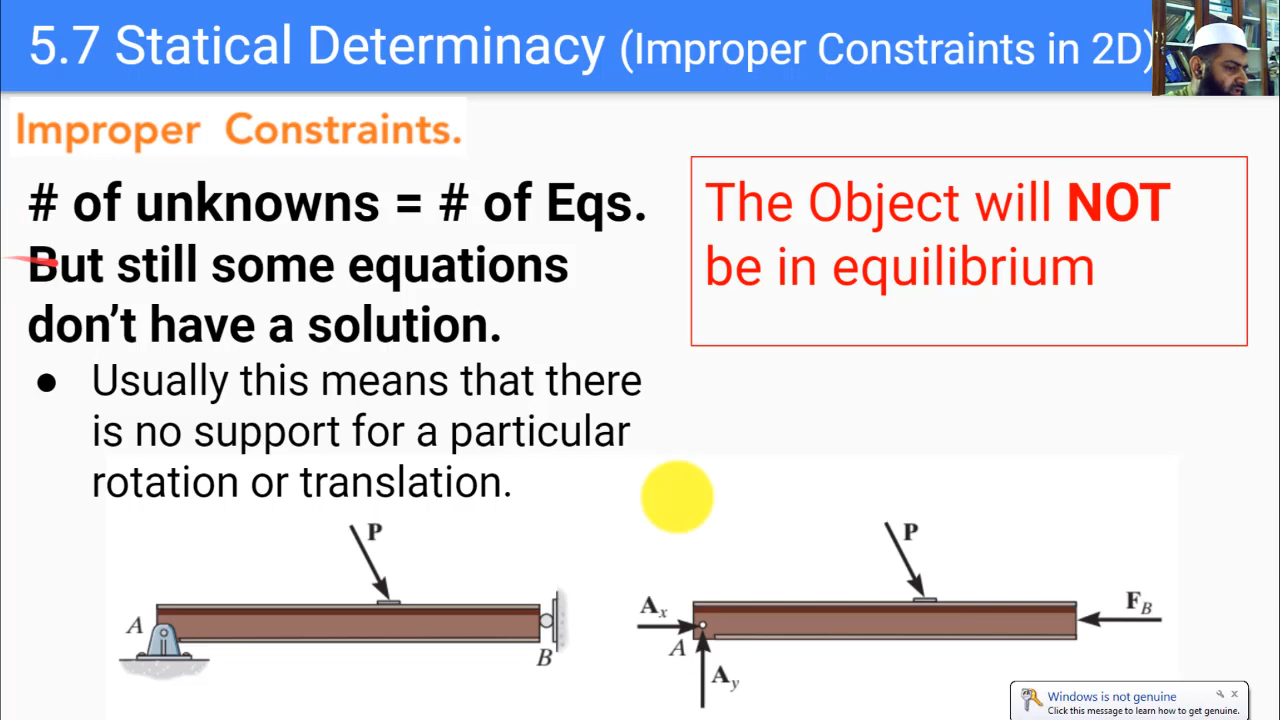 5.7 Statical Determinacy (Improper Constraints in 2D)
Improper Constraints.
# of unknowns = # of Eqs.
But still some equations
don't have a solution.
● Usually this means that there
is no support for a particular
rotation or translation.
The Object will NOT
be in equilibrium
P
A
B
P
Ax
A
Ay
FB
Windows is not genuine
Click this message to learn how to get genuine.